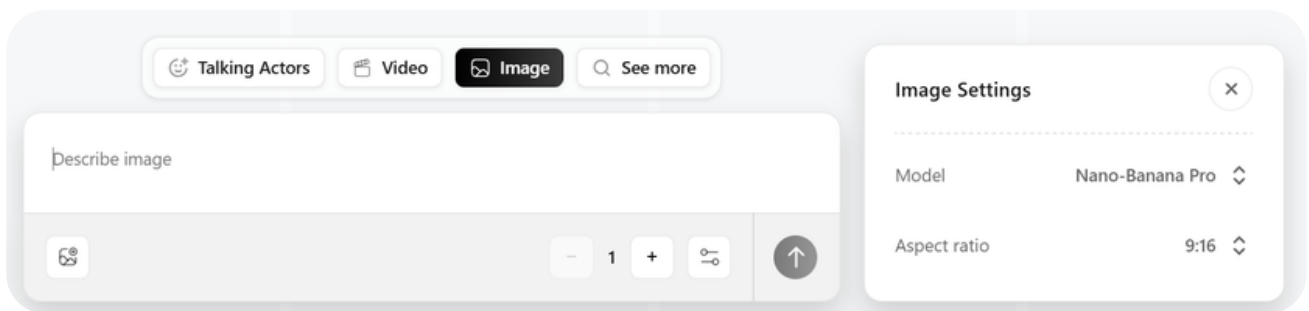 Talking Actors
Video
Image
See more
Describe image
1
Image Settings
Model
Nano-Banana Pro
Aspect ratio
9:16